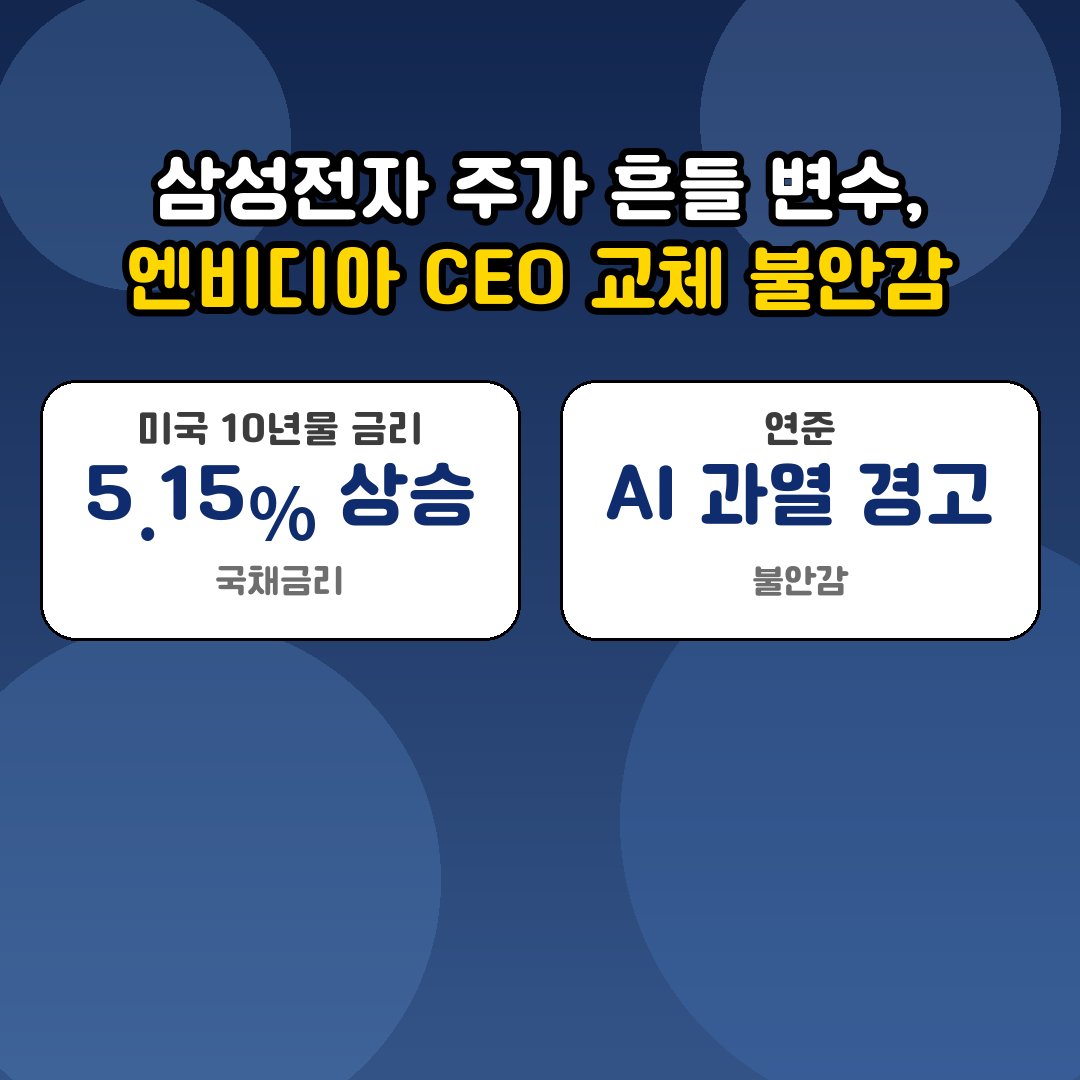 삼성전자 주가 흔들 변수,
엔비디아 CEO 교체 불안감
미국 10년물 금리
5.15% 상승
국채금리
연준
AI 과열 경고
불안감